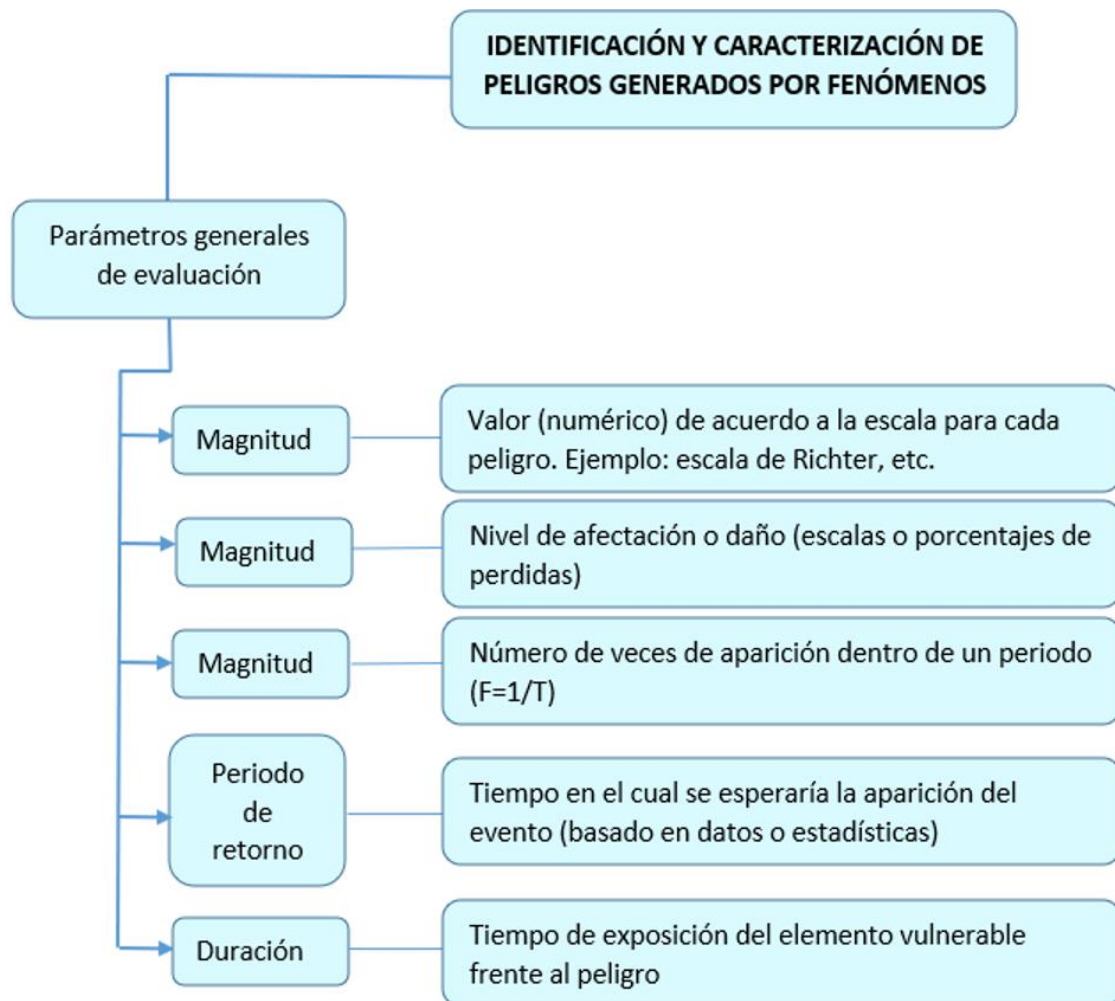 IDENTIFICACIÓN Y CARACTERIZACIÓN DE
PELIGROS GENERADOS POR FENÓMENOS
Parámetros generales
de evaluación
Magnitud
Valor (numérico) de acuerdo a la escala para cada
peligro. Ejemplo: escala de Richter, etc.
Magnitud
Nivel de afectación o daño (escalas o porcentajes de
perdidas)
Magnitud
Número de veces de aparición dentro de un periodo
(F=1/T)
Periodo
de
retorno
Tiempo en el cual se esperaría la aparición del
evento (basado en datos o estadísticas)
Duración
Tiempo de exposición del elemento vulnerable
frente al peligro